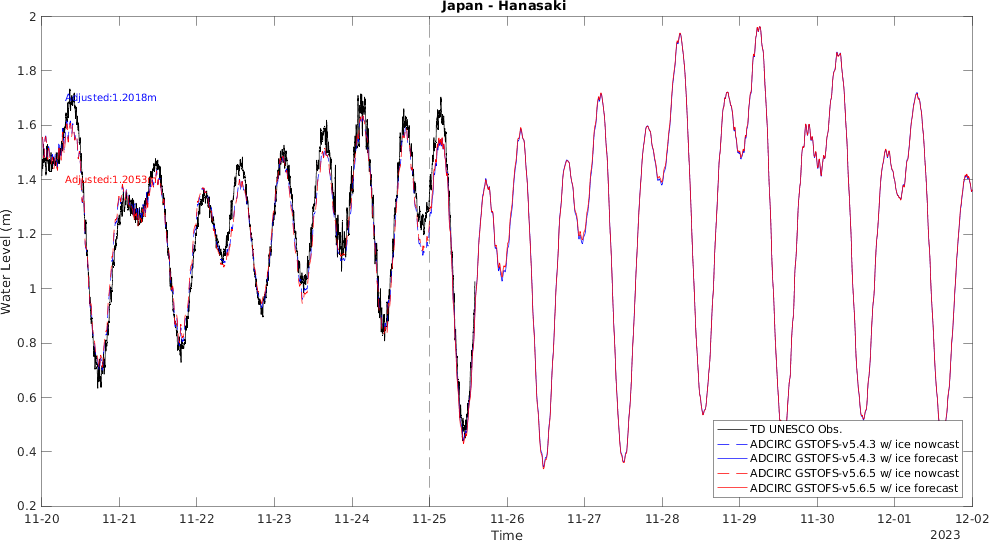 Japan - Hanasaki
2
1.8
1.6
1.4
1.2
1
0.8
0.6
0.4
0.2
Water Level (m)
Adjusted:1.2018m
Adjusted:1.2053m
TD UNESCO Obs.
ADCIRC GSTOFS-v5.4.3 w/ ice nowcast
ADCIRC GSTOFS-v5.4.3 w/ ice forecast
ADCIRC GSTOFS-v5.6.5 w/ ice nowcast
ADCIRC GSTOFS-v5.6.5 w/ ice forecast
11-20 11-21 11-22 11-23 11-24 11-25 11-26 11-27 11-28 11-29 11-30 12-01 12-02
Time
2023